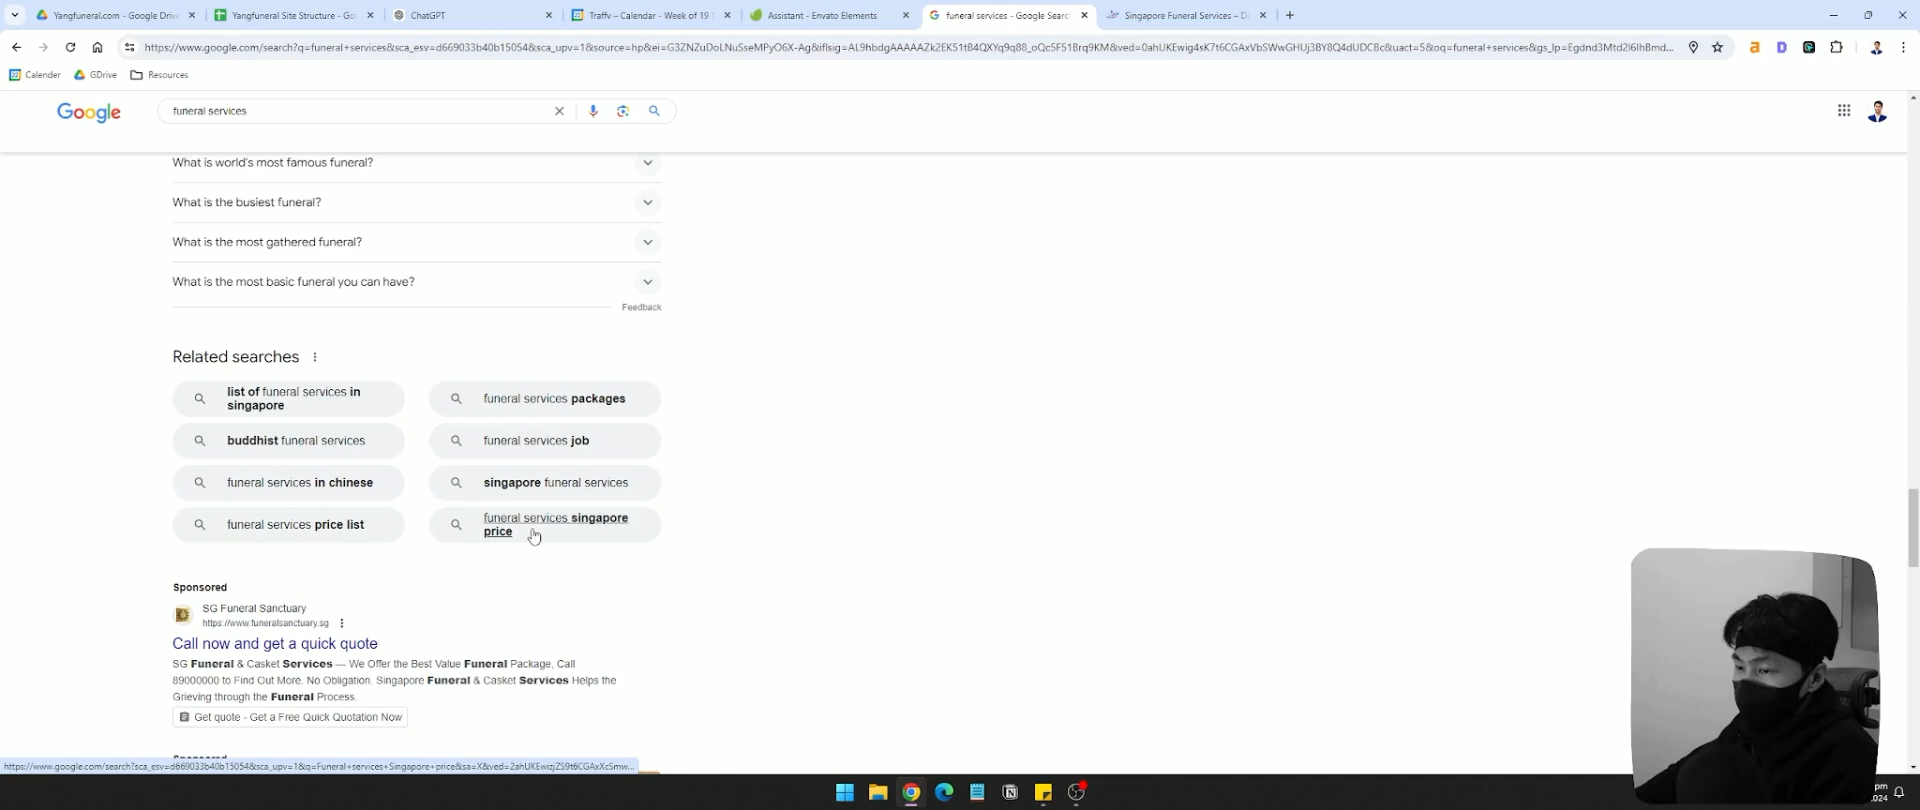 Yangfuneral.com - Google Driv
Yangfuneral Site Structure - Goo
ChatGPT
Traffv – Calendar - Week of 19
Assistant - Envato Elements
funeral services - Google Search
Singapore Funeral Services – D
Calender
GDrive
Resources
Google
funeral services
What is world's most famous funeral?
What is the busiest funeral?
What is the most gathered funeral?
What is the most basic funeral you can have?
Feedback
Related searches
list of funeral services in
singapore
funeral services packages
buddhist funeral services
funeral services job
funeral services in chinese
singapore funeral services
funeral services price list
funeral services singapore
price
Sponsored
SG Funeral Sanctuary
https://www.funeralsanctuary.sg
Call now and get a quick quote
SG Funeral & Casket Services — We Offer the Best Value Funeral Package, Call
89000000 to Find Out More. No Obligation. Singapore Funeral & Casket Services Helps the
Grieving through the Funeral Process.
Get quote - Get a Free Quick Quotation Now
Sponsored
pm
024